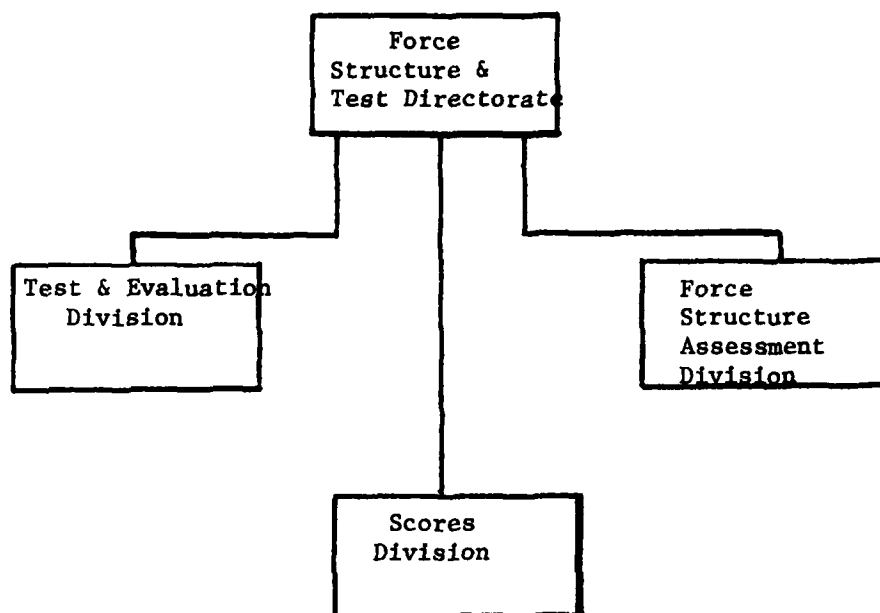 Force
Structure &
Test Directorate
Test & Evaluation
Division
Force
Structure
Assessment
Division
Scores
Division